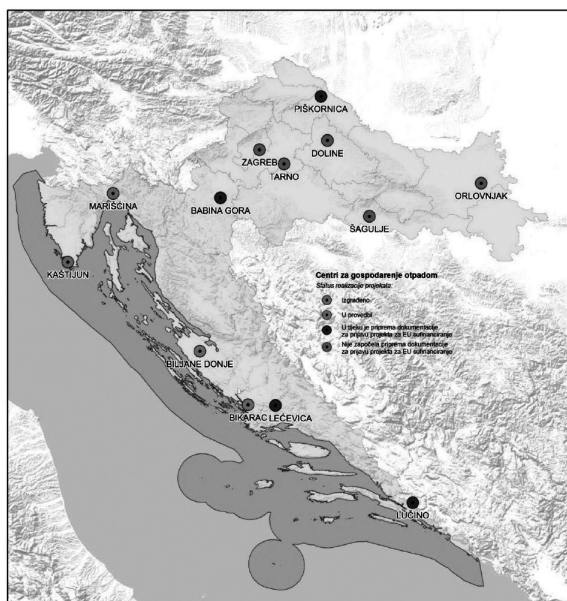 PIŠKORNICA
DOLINE
ZAGREB
TARNO
ORLOVNJAK
MARIŠĆINA
BABINA GORA
ŠAGULJE
KAŠTIJUN
Centri za gospodarenje otpadom
Status realizacije projekata:
Izgrađeno
U provedbi
U tijeku je priprema dokumentacije
za prijavu projekta za EU sufinanciranje
Nije započela priprema dokumentacije
za prijavu projekta za EU sufinanciranje
BILJANE DONJE
BIKARAC LEĆEVICA
LUČINO